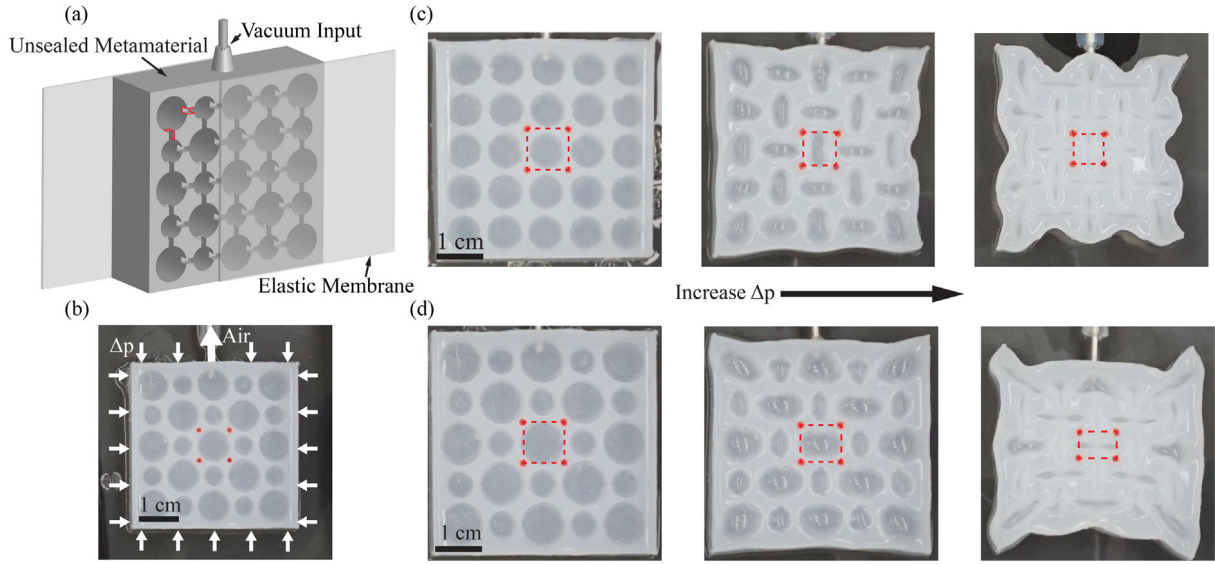 (a)
Vacuum Input
Unsealed Metamaterial
Elastic Membrane
(b)
Δp
Air
1 cm
(c)
1 cm
Increase Δp
(d)
1 cm